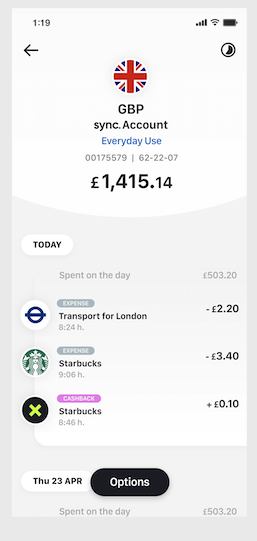 1:19
GBP
sync. Account
Everyday Use
00175579 | 62-22-07
£1,415.14
TODAY
Spent on the day £503.20
EXPENSE
Transport for London -£2.20
8:24 h.
EXPENSE
Starbucks -£3.40
9:06 h.
CASHBACK
Starbucks +£0.10
8:46 h.
Thu 23 APR
Options
Spent on the day £503.20